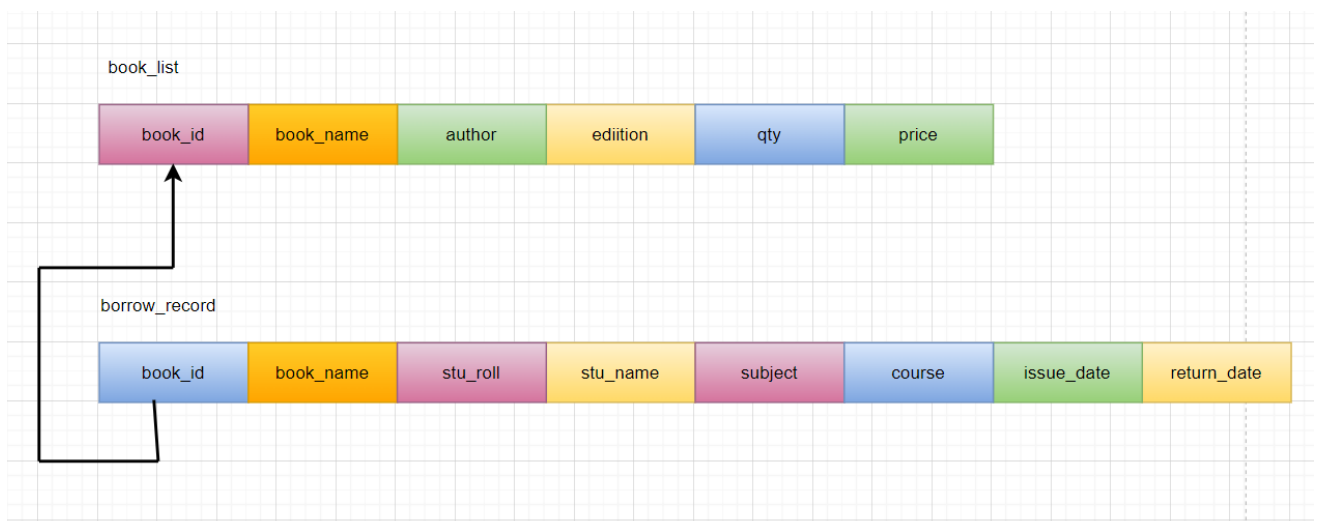 book_list
book_id book_name author ediition qty price
borrow_record
book_id book_name stu_roll stu_name subject course issue_date return_date